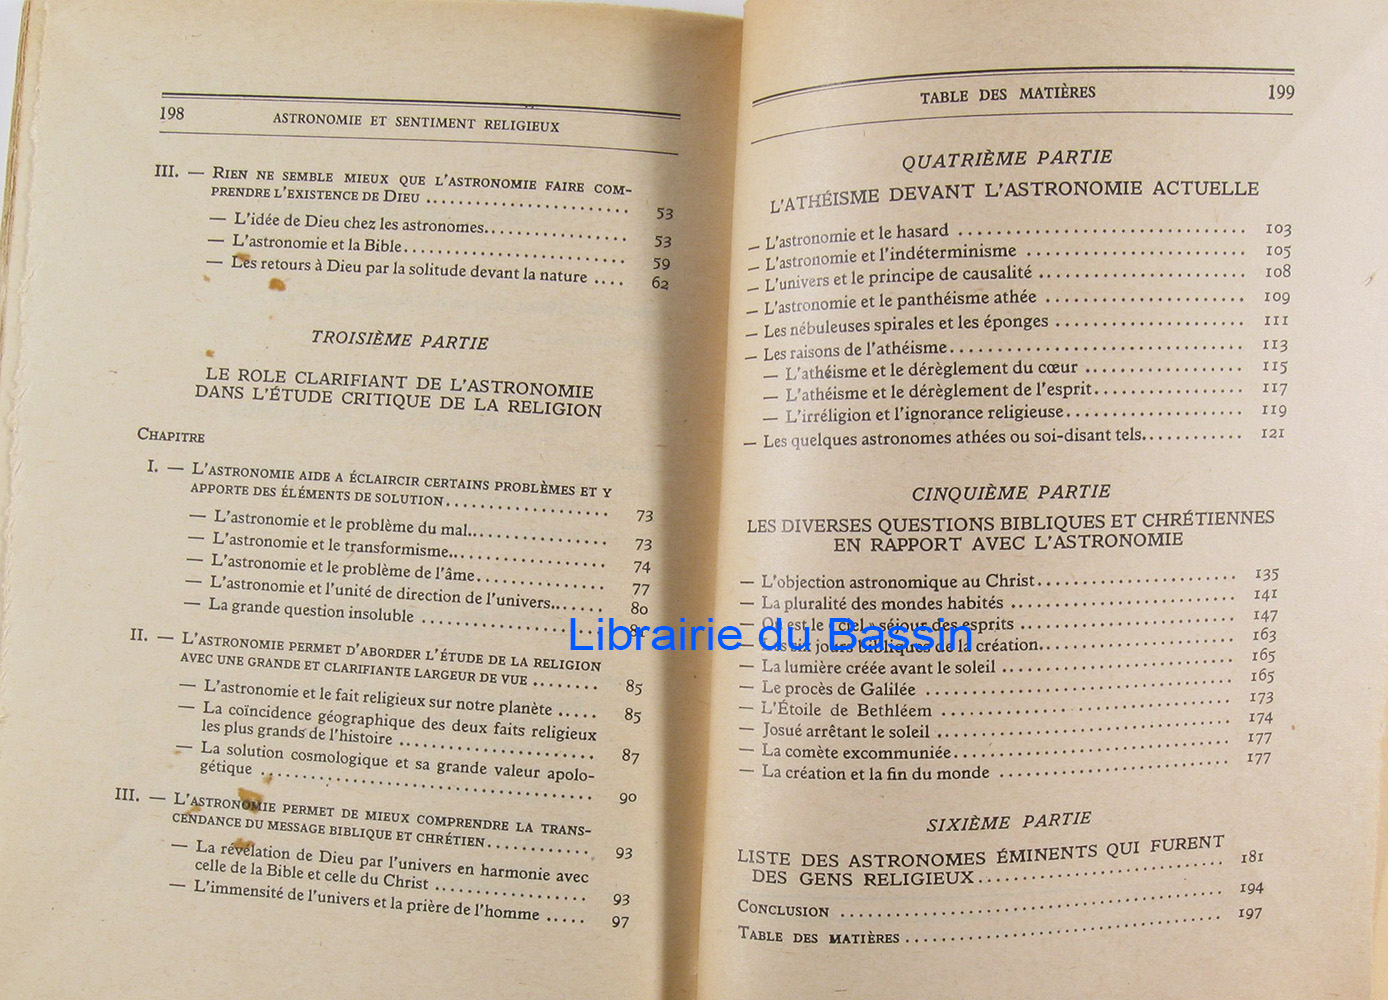 198 ASTRONOMIE ET SENTIMENT RELIGIEUX
III. — RIEN NE SEMBLE MIEUX QUE L'ASTRONOMIE FAIRE COM-
PRENDRE L'EXISTENCE DE DIEU ........................ 53
— L'idée de Dieu chez les astronomes.................. 53
— L'astronomie et la Bible........................... 59
— Les retours à Dieu par la solitude devant la nature .... 62
TROISIÈME PARTIE
LE ROLE CLARIFIANT DE L'ASTRONOMIE
DANS L'ÉTUDE CRITIQUE DE LA RELIGION
CHAPITRE
I. — L'ASTRONOMIE AIDE A ÉCLAIRCIR CERTAINS PROBLÈMES ET Y
APPORTE DES ÉLÉMENTS DE SOLUTION.................... 73
— L'astronomie et le problème du mal.................. 73
— L'astronomie et le transformisme.................... 74
— L'astronomie et le problème de l'âme................ 77
— L'astronomie et l'unité de direction de l'univers....... 80
— La grande question insoluble ...................... 81
II. — L'ASTRONOMIE PERMET D'ABORDER L'ÉTUDE DE LA RELIGION
AVEC UNE GRANDE ET CLARIFIANTE LARGEUR DE VUE ........ 85
— L'astronomie et le fait religieux sur notre planète ..... 85
— La coïncidence géographique des deux faits religieux
les plus grands de l'histoire ........................ 87
— La solution cosmologique et sa grande valeur apolo-
gétique .......................................... 90
III. — L'ASTRONOMIE PERMET DE MIEUX COMPRENDRE LA TRANS-
CENDANCE DU MESSAGE BIBLIQUE ET CHRÉTIEN............ 93
— La révélation de Dieu par l'univers en harmonie avec
celle de la Bible et celle du Christ .................. 93
— L'immensité de l'univers et la prière de l'homme ..... 97
TABLE DES MATIÈRES 199
QUATRIÈME PARTIE
L'ATHÉISME DEVANT L'ASTRONOMIE ACTUELLE
— L'astronomie et le hasard .......................... 103
— L'astronomie et l'indéterminisme .................... 105
— L'univers et le principe de causalité ................ 108
— L'astronomie et le panthéisme athée .................. 109
— Les nébuleuses spirales et les éponges ................ 111
— Les raisons de l'athéisme............................ 113
— L'athéisme et le dérèglement du cœur .............. 115
— L'athéisme et le dérèglement de l'esprit............ 117
— L'irréligion et l'ignorance religieuse................ 119
— Les quelques astronomes athées ou soi-disant tels.......... 121
CINQUIÈME PARTIE
LES DIVERSES QUESTIONS BIBLIQUES ET CHRÉTIENNES
EN RAPPORT AVEC L'ASTRONOMIE
— L'objection astronomique au Christ.................... 135
— La pluralité des mondes habités ...................... 141
— Où est le « ciel » séjour des esprits .................. 147
— Les six jours bibliques de la création.................. 163
— La lumière créée avant le soleil ...................... 165
— Le procès de Galilée .............................. 165
— L'Étoile de Bethléem .............................. 173
— Josué arrêtant le soleil ............................ 174
— La comète excommuniée............................ 177
— La création et la fin du monde ...................... 177
SIXIÈME PARTIE
LISTE DES ASTRONOMES ÉMINENTS QUI FURENT
DES GENS RELIGIEUX............................ 181
CONCLUSION ........................................ 194
TABLE DES MATIÈRES.................................. 197
Librairie du Bassin